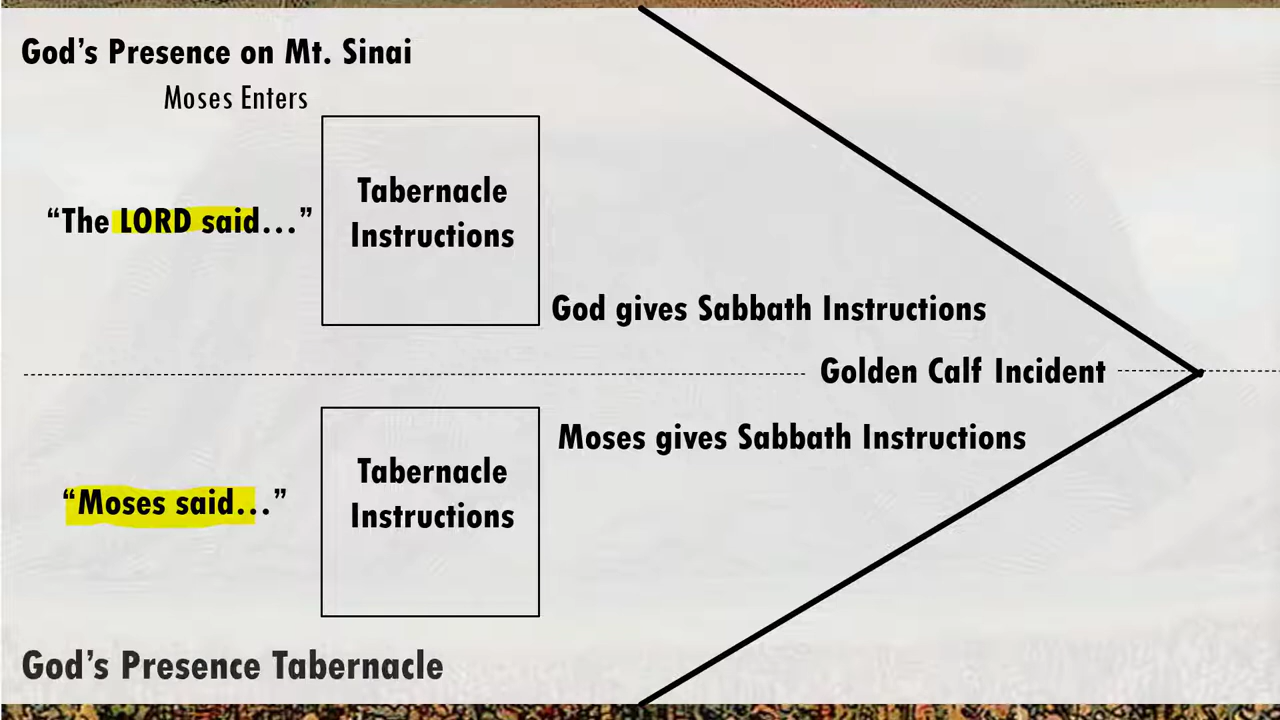 God’s Presence on Mt. Sinai
Moses Enters
“The LORD said...”
Tabernacle
Instructions
God gives Sabbath Instructions
Golden Calf Incident
Moses gives Sabbath Instructions
“Moses said...”
Tabernacle
Instructions
God’s Presence Tabernacle